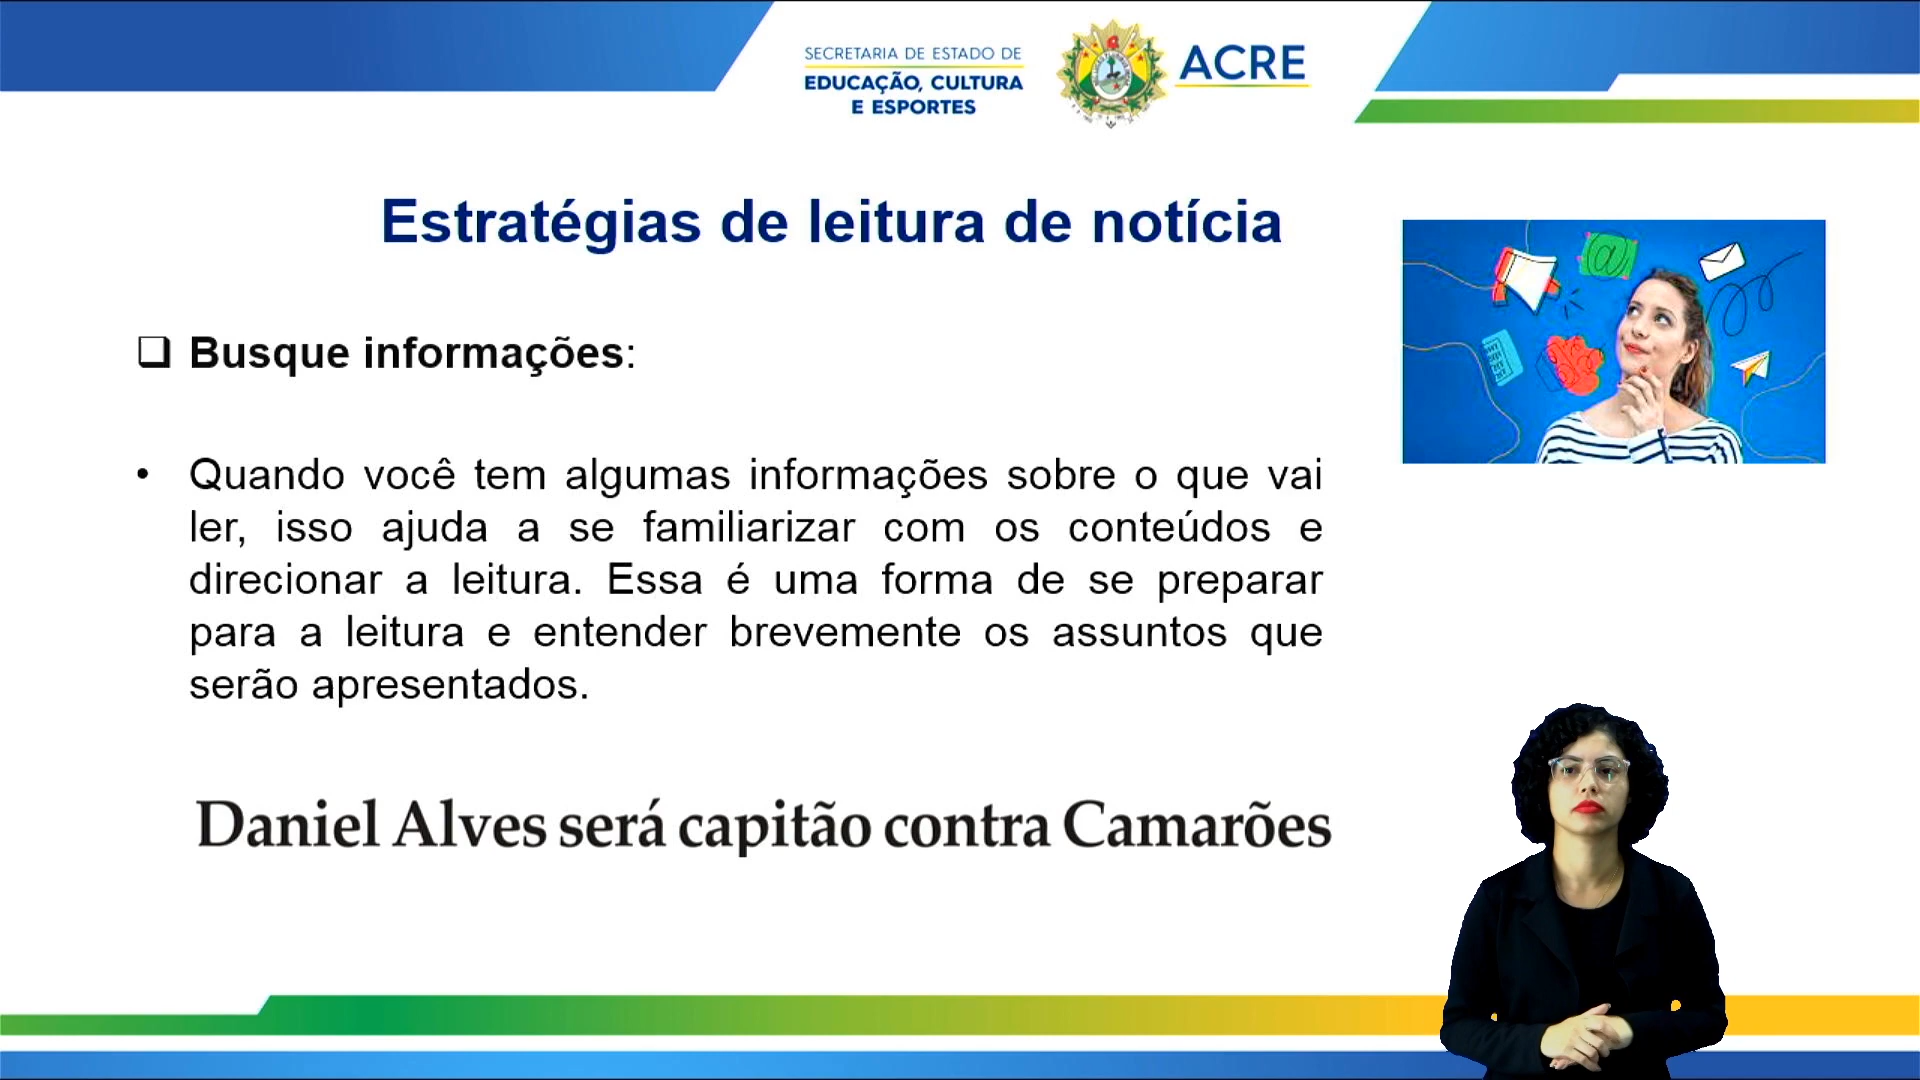 SECRETARIA DE ESTADO DE
EDUCAÇÃO, CULTURA
E ESPORTES
ACRE
Estratégias de leitura de notícia
Busque informações:
• Quando você tem algumas informações sobre o que vai
ler, isso ajuda a se familiarizar com os conteúdos e
direcionar a leitura. Essa é uma forma de se preparar
para a leitura e entender brevemente os assuntos que
serão apresentados.
Daniel Alves será capitão contra Camarões